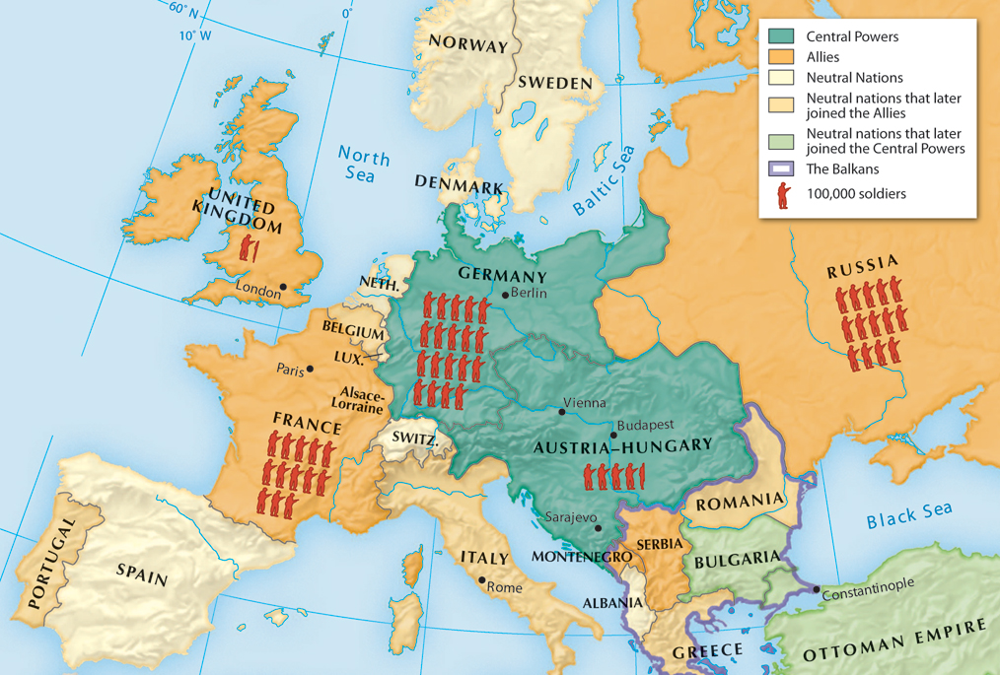 60° N
10° W
0°
NORWAY
SWEDEN
North
Sea
DENMARK
Baltic Sea
UNITED
KINGDOM
London
NETH.
GERMANY
Berlin
BELGIUM
LUX.
Paris
Alsace-
Lorraine
FRANCE
SWITZ.
Vienna
Budapest
AUSTRIA–HUNGARY
RUSSIA
ROMANIA
Black Sea
Sarajevo
SERBIA
MONTENEGRO
BULGARIA
ITALY
Rome
ALBANIA
Constantinople
GREECE
OTTOMAN EMPIRE
PORTUGAL
SPAIN
Central Powers
Allies
Neutral Nations
Neutral nations that later
joined the Allies
Neutral nations that later
joined the Central Powers
The Balkans
100,000 soldiers